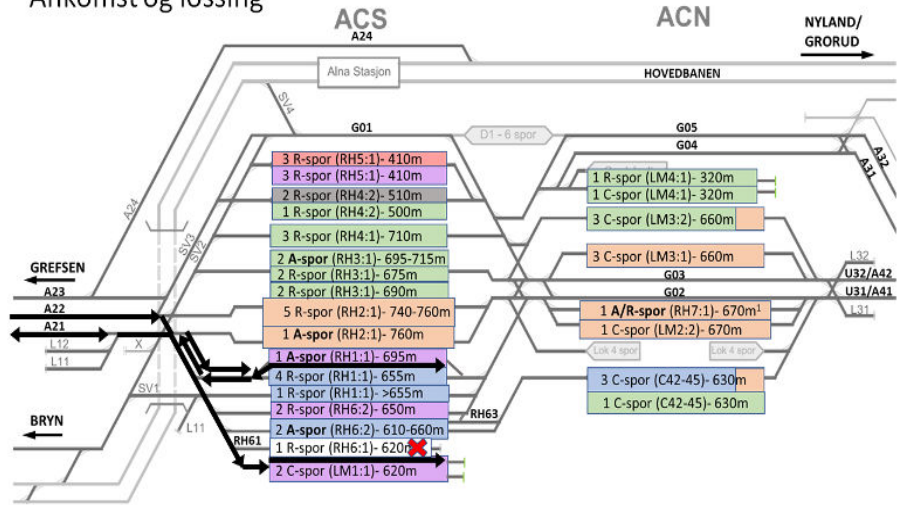 Ankomst og lossing
ACS
ACN
A24
NYLAND/
GRORUD
Alna Stasjon
HOVEDBANEN
SV4
G01
D1 - 6 spor
G05
G04
A32
A31
3 R-spor (RH5:1)- 410m
3 R-spor (RH5:1)- 410m
2 R-spor (RH4:2)- 510m
1 R-spor (RH4:2)- 500m
3 R-spor (RH4:1)- 710m
2 A-spor (RH3:1)- 695-715m
2 R-spor (RH3:1)- 675m
2 R-spor (RH3:1)- 690m
5 R-spor (RH2:1)- 740-760m
1 A-spor (RH2:1)- 760m
1 A-spor (RH1:1)- 695m
4 R-spor (RH1:1)- 655m
1 R-spor (RH1:1)- >655m
2 R-spor (RH6:2)- 650m
2 A-spor (RH6:2)- 610-660m
1 R-spor (RH6:1)- 620m
2 C-spor (LM1:1)- 620m
1 R-spor (LM4:1)- 320m
1 C-spor (LM4:1)- 320m
3 C-spor (LM3:2)- 660m
3 C-spor (LM3:1)- 660m
G03
G02
1 A/R-spor (RH7:1)- 670m¹
1 C-spor (LM2:2)- 670m
Lok 4 spor
Lok 4 spor
3 C-spor (C42-45)- 630m
1 C-spor (C42-45)- 630m
L32
U32/A42
U31/A41
L31
A24
SV3
SV2
GREFSEN
A23
A22
A21
L12
L11
X
SV1
L11
BRYN
RH61
RH63